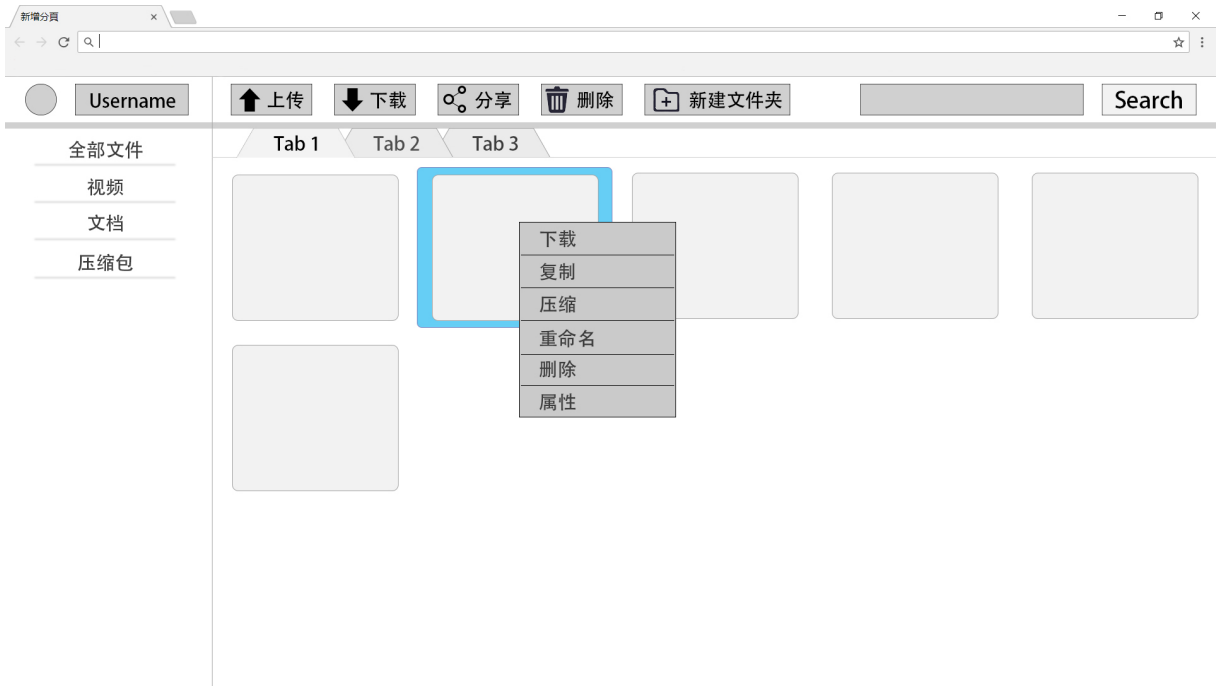 新增分頁
Username
上传 下载 分享 删除 新建文件夹 Search
Tab 1 Tab 2 Tab 3
全部文件
视频
文档
压缩包
下载
复制
压缩
重命名
删除
属性